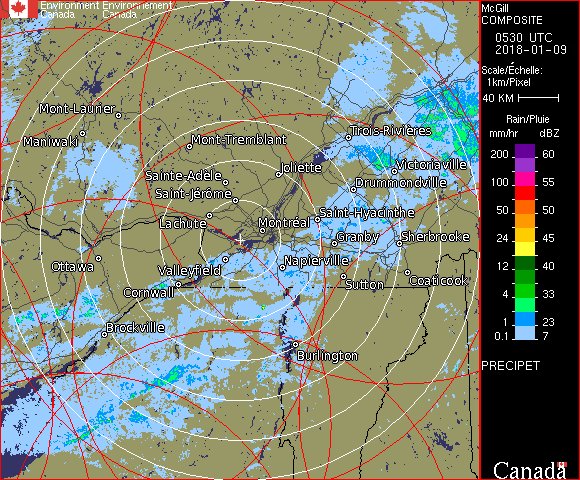 Environment Environnement
Canada Canada
McGill
COMPOSITE
0530 UTC
2018-01-09
Scale/Échelle:
1km/Pixel
40 KM
Rain/Pluie
mm/hr dBZ
200 60
100 55
50 50
24 45
12 40
4 33
1 23
0.1 7
PRECIPET
Canada
Mont-Laurier
Maniwaki
Mont-Tremblant
Trois-Rivières
Sainte-Adèle
Joliette
Victoriaville
Saint-Jérôme
Drummondville
Lachute
Montréal
Saint-Hyacinthe
Granby
Sherbrooke
Ottawa
Valleyfield
Napierville
Cornwall
Sutton
Coaticook
Brockville
Burlington